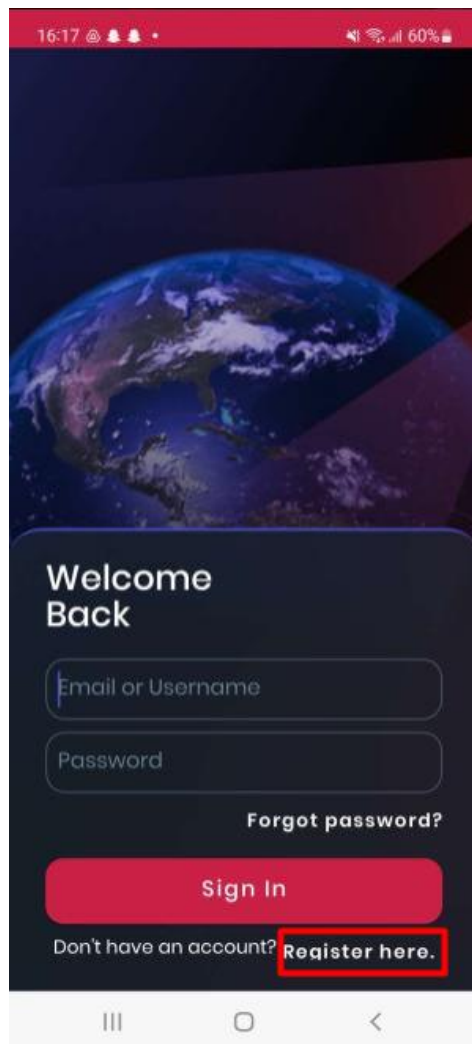 16:17 60%
Welcome
Back
Email or Username
Password
Forgot password?
Sign In
Don't have an account? Register here.